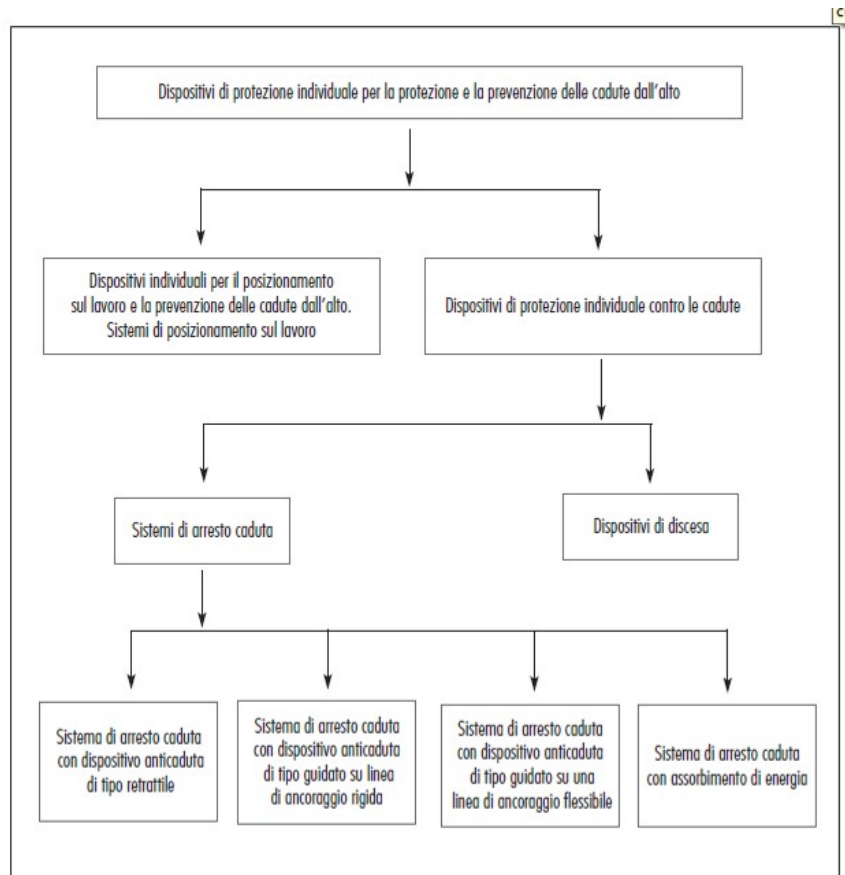 Dispositivi di protezione individuale per la protezione e la prevenzione delle cadute dall'alto
Dispositivi individuali per il posizionamento
sul lavoro e la prevenzione delle cadute dall'alto.
Sistemi di posizionamento sul lavoro
Dispositivi di protezione individuale contro le cadute
Sistemi di arresto caduta
Dispositivi di discesa
Sistema di arresto caduta
con dispositivo anticaduta
di tipo retrattile
Sistema di arresto caduta
con dispositivo anticaduta
di tipo guidato su linea
di ancoraggio rigida
Sistema di arresto caduta
con dispositivo anticaduta
di tipo guidato su una
linea di ancoraggio flessibile
Sistema di arresto caduta
con assorbimento di energia